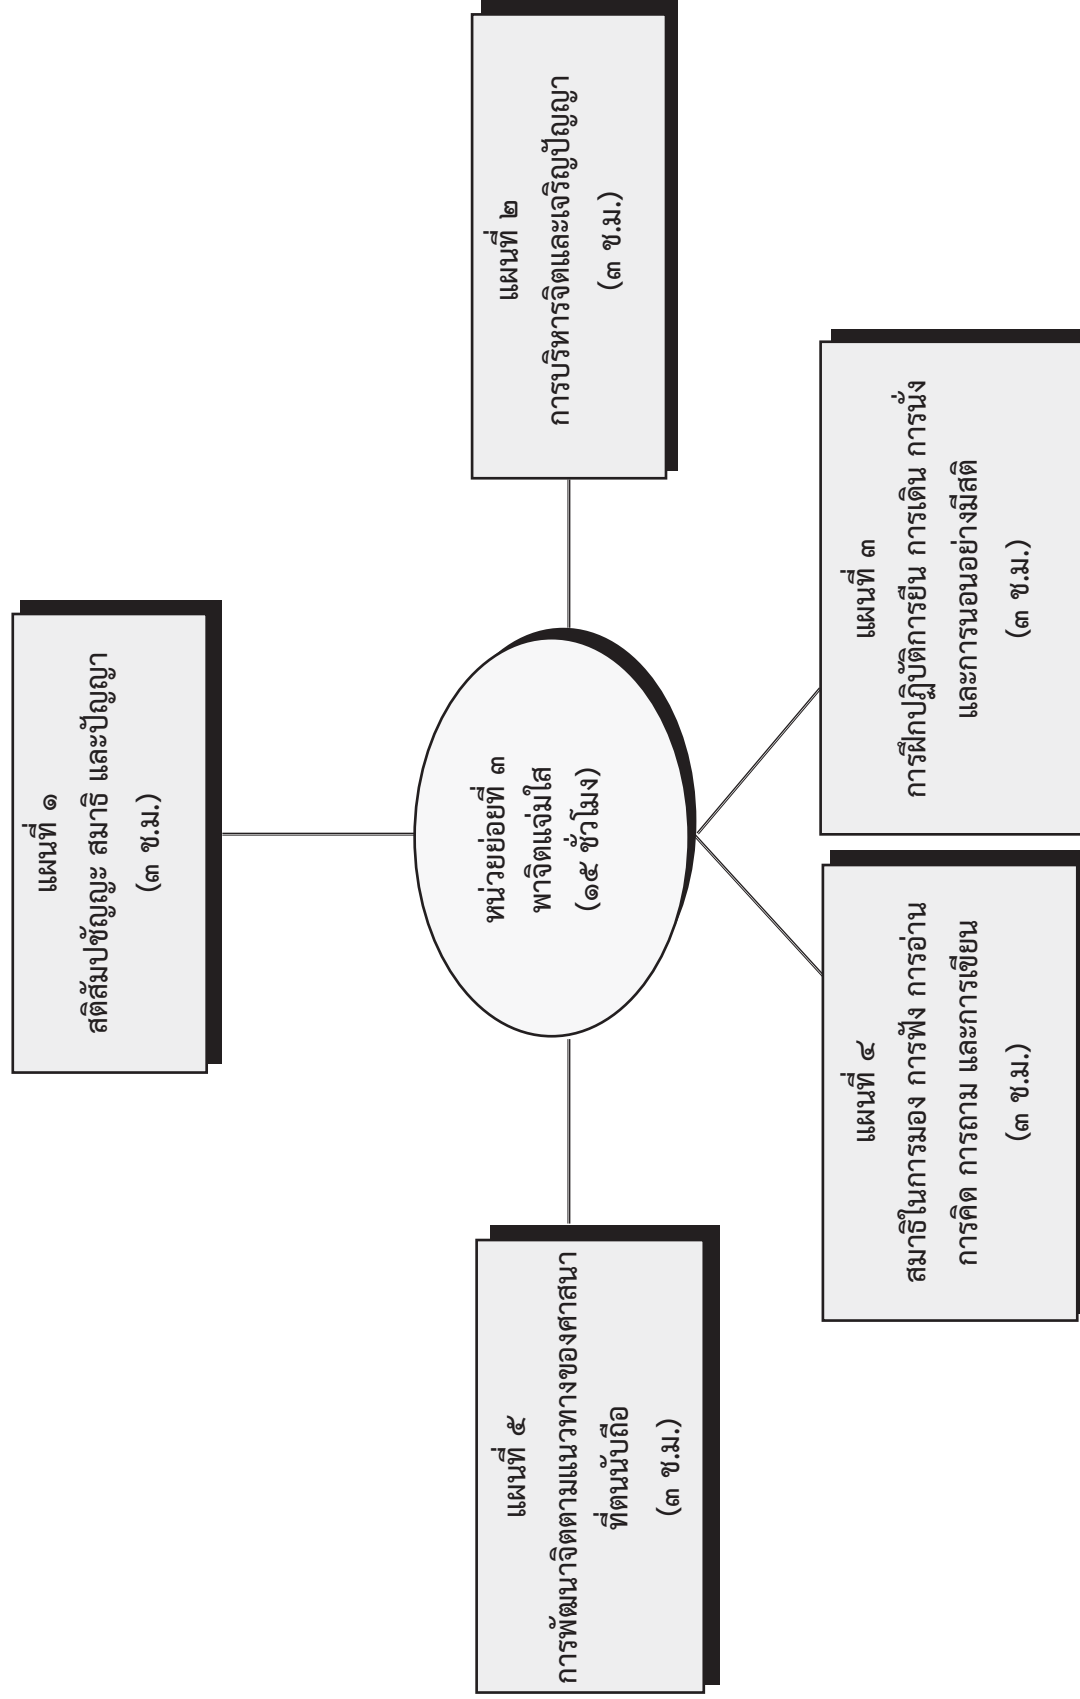 แผนที่ ๑
สติสัมปชัญญะ สมาธิ และปัญญา
(๓ ช.ม.)
แผนที่ ๒
การบริหารจิตและเจริญปัญญา
(๓ ช.ม.)
หน่วยย่อยที่ ๓
พาจิตแจ่มใส
(๑๕ ชั่วโมง)
แผนที่ ๓
การฝึกปฏิบัติการยืน การเดิน การนั่ง
และการนอนอย่างมีสติ
(๓ ช.ม.)
แผนที่ ๔
สมาธิในการมอง การฟัง การอ่าน
การคิด การถาม และการเขียน
(๓ ช.ม.)
แผนที่ ๕
การพัฒนาจิตตามแนวทางของศาสนา
ที่ตนนับถือ
(๓ ช.ม.)